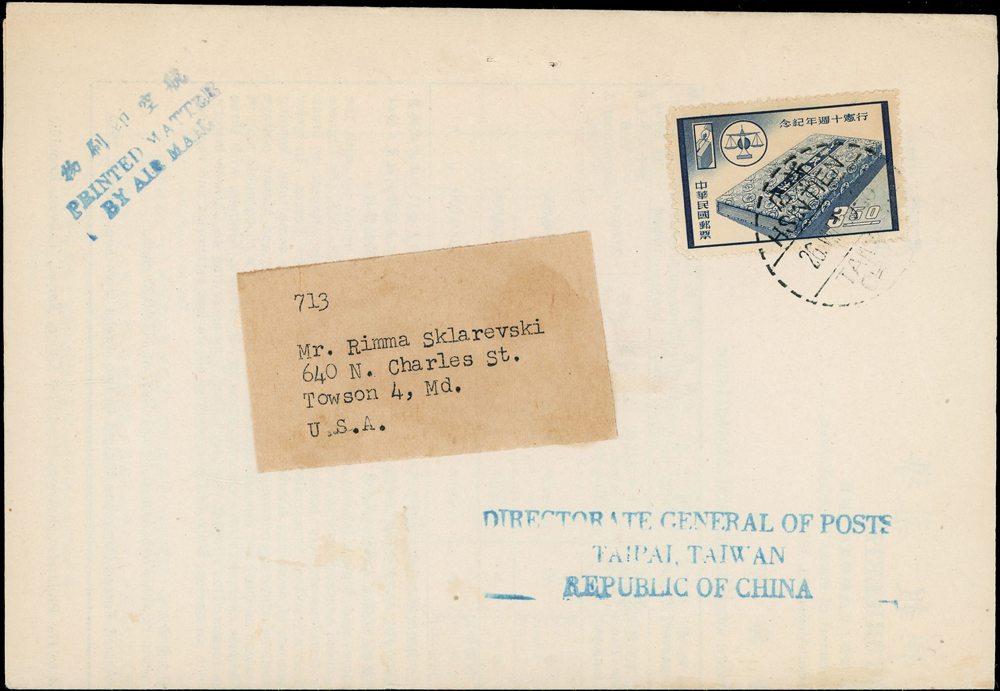 航空印刷物
PRINTED MATTER
BY AIR MAIL
行憲十週年紀念
中華民國郵票
350
HSINTIEN
713
Mr. Rimma Sklarevski
640 N. Charles St.
Towson 4, Md.
U.S.A.
DIRECTORATE GENERAL OF POSTS
TAIPAI, TAIWAN
REPUBLIC OF CHINA